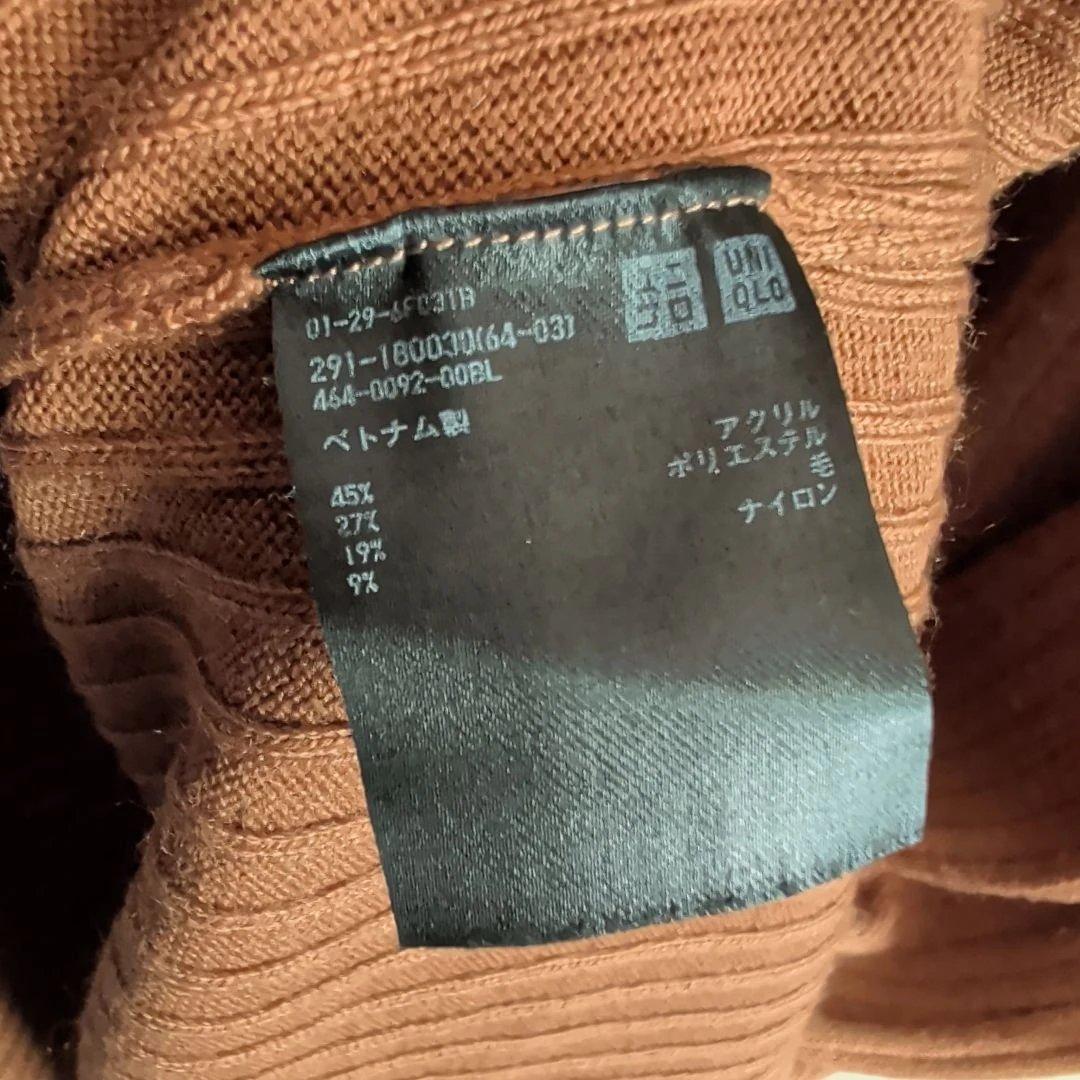 ユニ
クロ
UNI
QLO
01-29-6F031A
291-180030(64-03)
464-0092-00BL
ベトナム製
45% アクリル
27% ポリエステル
19% 毛
9% ナイロン